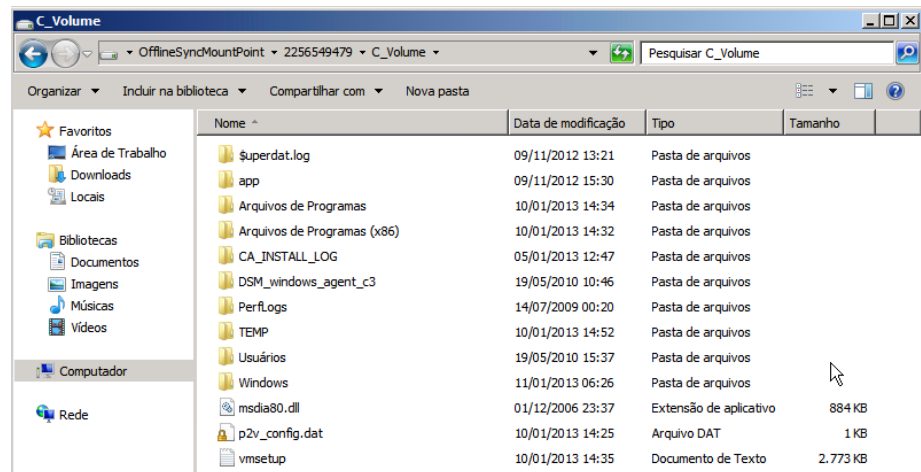 C_Volume
OfflineSyncMountPoint 2256549479 C_Volume Pesquisar C_Volume
Organizar Induir na biblioteca Compartilhar com Nova pasta
Favoritos
Área de Trabalho
Downloads
Locais
Bibliotecas
Documentos
Imagens
Músicas
Vídeos
Computador
Rede
Nome Data de modificação Tipo Tamanho
$uperdat.log 09/11/2012 13:21 Pasta de arquivos
app 09/11/2012 15:30 Pasta de arquivos
Arquivos de Programas 10/01/2013 14:34 Pasta de arquivos
Arquivos de Programas (x86) 10/01/2013 14:32 Pasta de arquivos
CA_INSTALL_LOG 05/01/2013 12:47 Pasta de arquivos
DSM_windows_agent_c3 19/05/2010 10:46 Pasta de arquivos
PerfLogs 14/07/2009 00:20 Pasta de arquivos
TEMP 10/01/2013 14:52 Pasta de arquivos
Usuários 19/05/2010 15:37 Pasta de arquivos
Windows 11/01/2013 06:26 Pasta de arquivos
msdia80.dll 01/12/2006 23:37 Extensão de aplicativo 884 KB
p2v_config.dat 10/01/2013 14:25 Arquivo DAT 1 KB
vmsetup 10/01/2013 14:35 Documento de Texto 2.773 KB